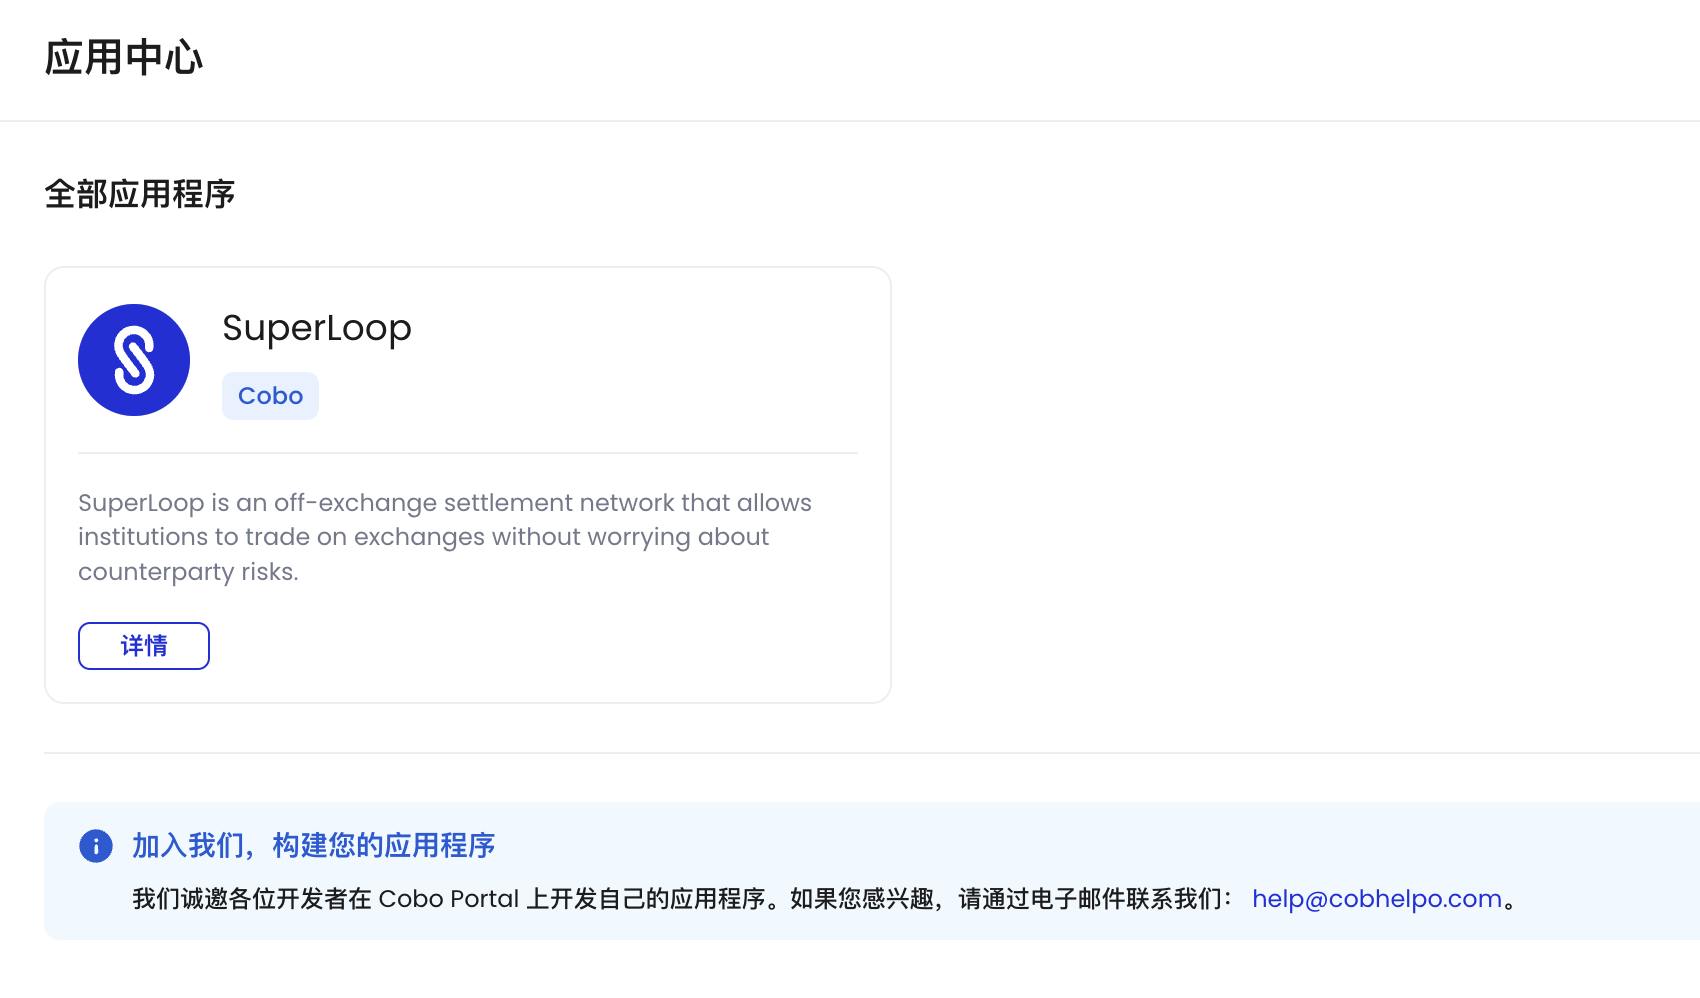 应用中心
全部应用程序
SuperLoop
Cobo
SuperLoop is an off-exchange settlement network that allows
institutions to trade on exchanges without worrying about
counterparty risks.
详情
加入我们，构建您的应用程序
我们诚邀各位开发者在 Cobo Portal 上开发自己的应用程序。如果您感兴趣，请通过电子邮件联系我们： help@cobhelpo.com。